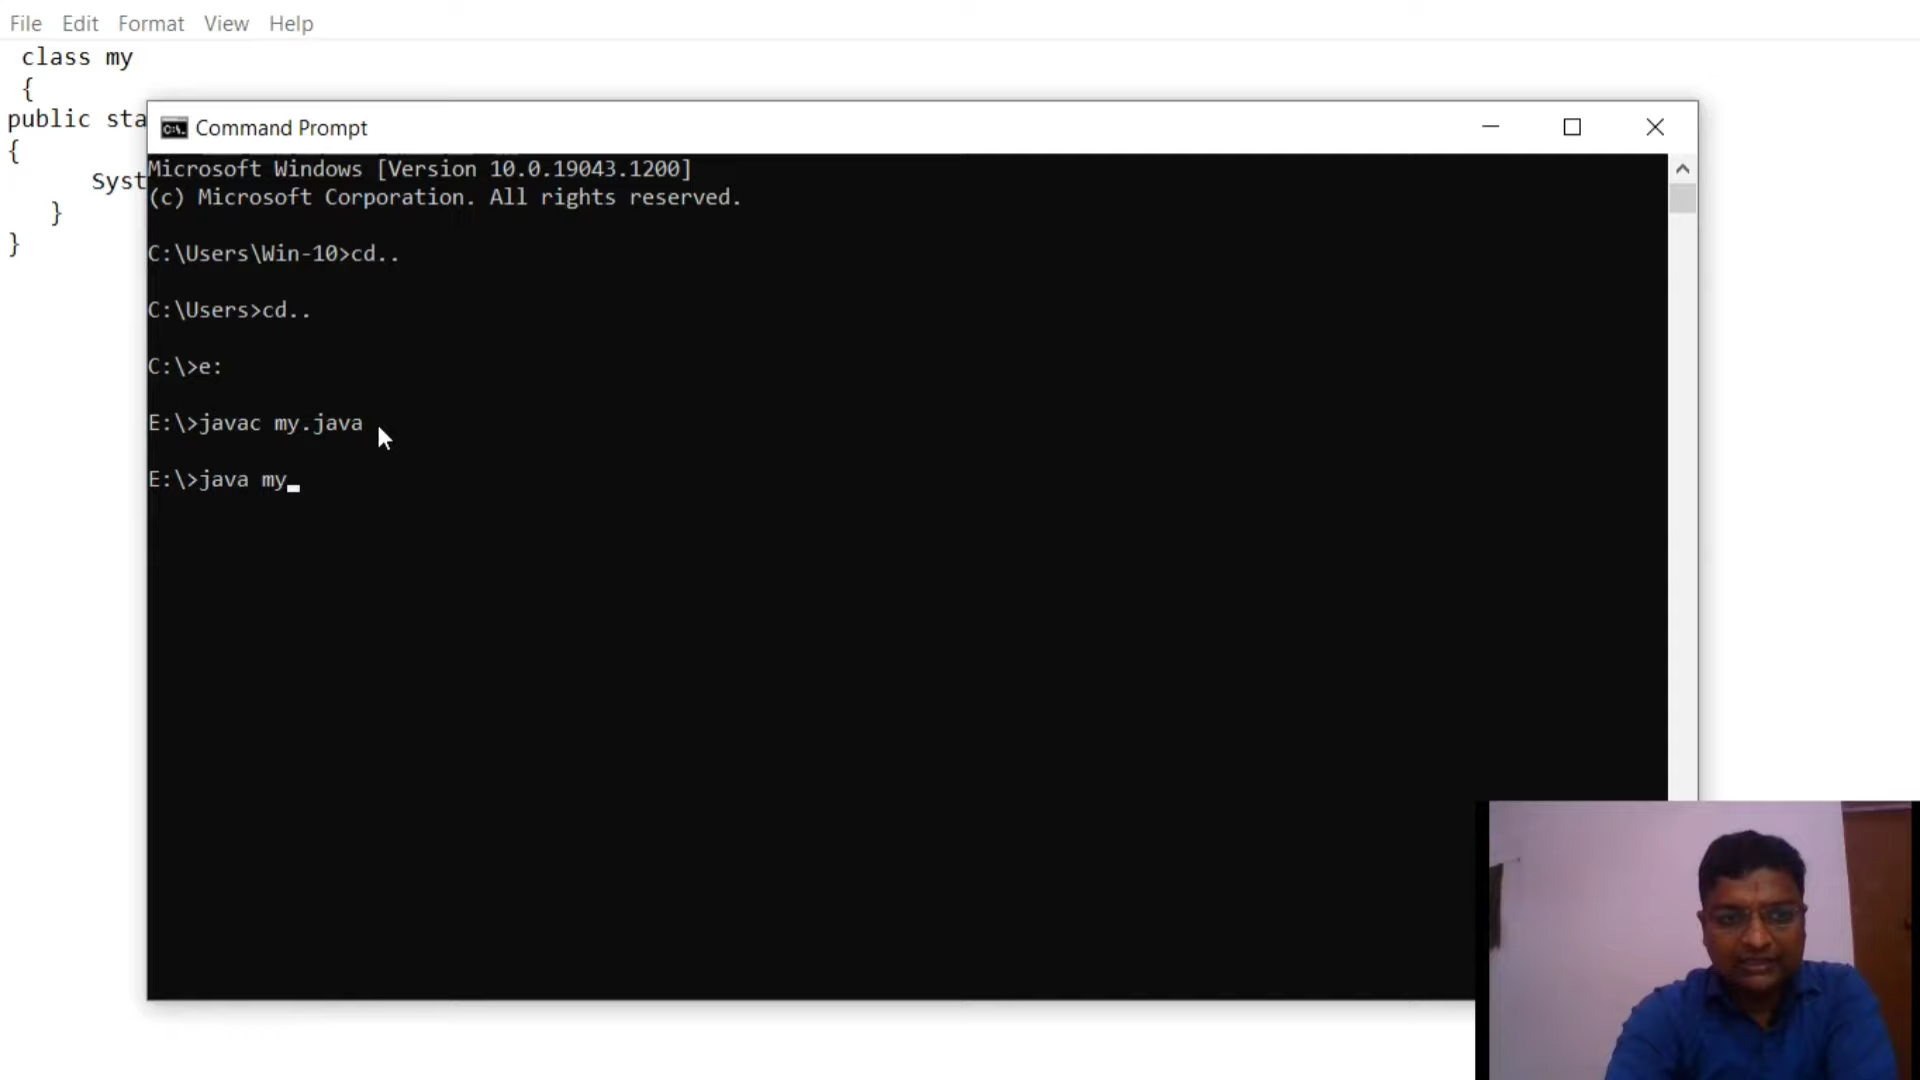 File Edit Format View Help
class my
{
public sta
{
Syst
}
}
Command Prompt
Microsoft Windows [Version 10.0.19043.1200]
(c) Microsoft Corporation. All rights reserved.
C:\Users\Win-10>cd..
C:\Users>cd..
C:\>e:
E:\>javac my.java
E:\>java my